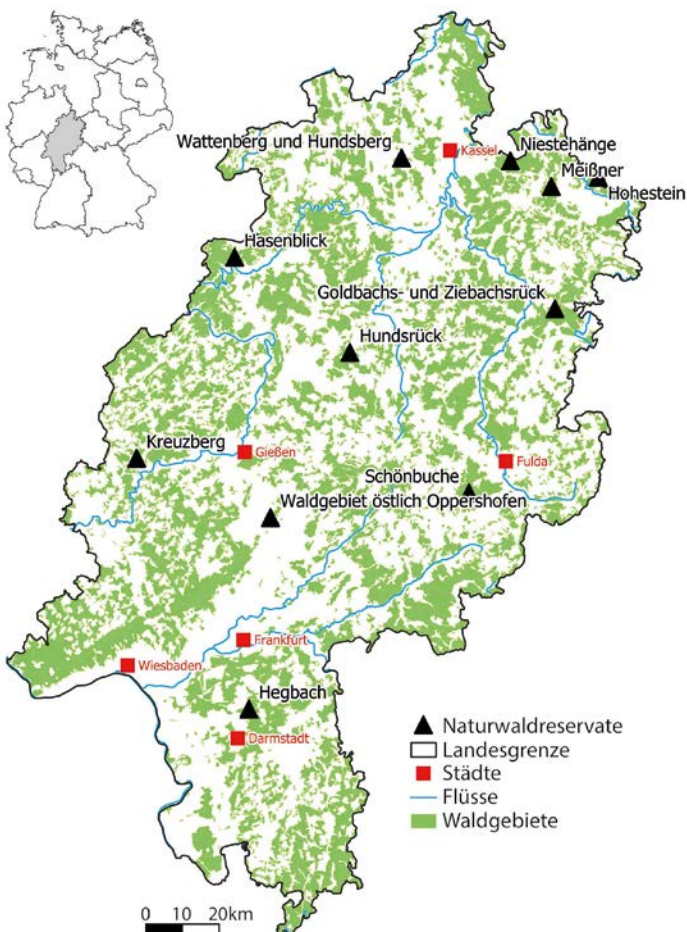 Wattenberg und Hundsberg
Kassel
Niestehänge
Meißner
Hohestein
Hasenblick
Goldbachs- und Ziebachsrück
Hundsrück
Kreuzberg
Gießen
Fulda
Schönbuche
Waldgebiet östlich Oppershofen
Frankfurt
Wiesbaden
Hegbach
Darmstadt
Naturwaldreservate
Landesgrenze
Städte
Flüsse
Waldgebiete
0 10 20km